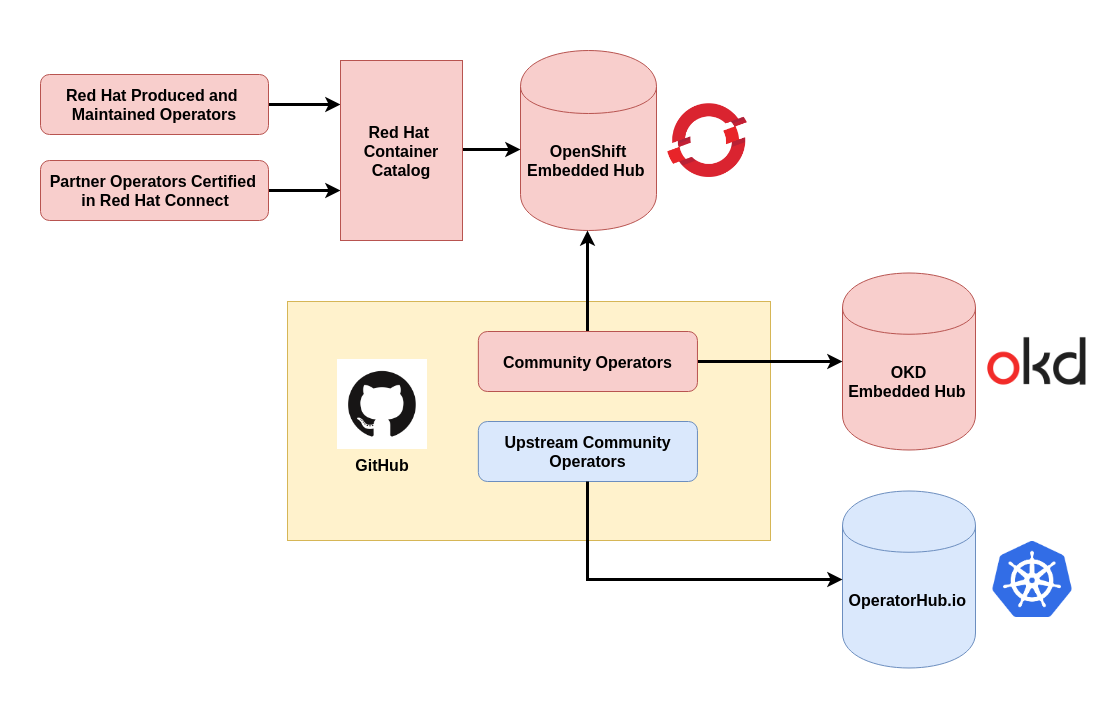 Red Hat Produced and
Maintained Operators
Partner Operators Certified
in Red Hat Connect
Red Hat
Container
Catalog
OpenShift
Embedded Hub
Community Operators
GitHub
Upstream Community
Operators
OKD
Embedded Hub
okd
OperatorHub.io